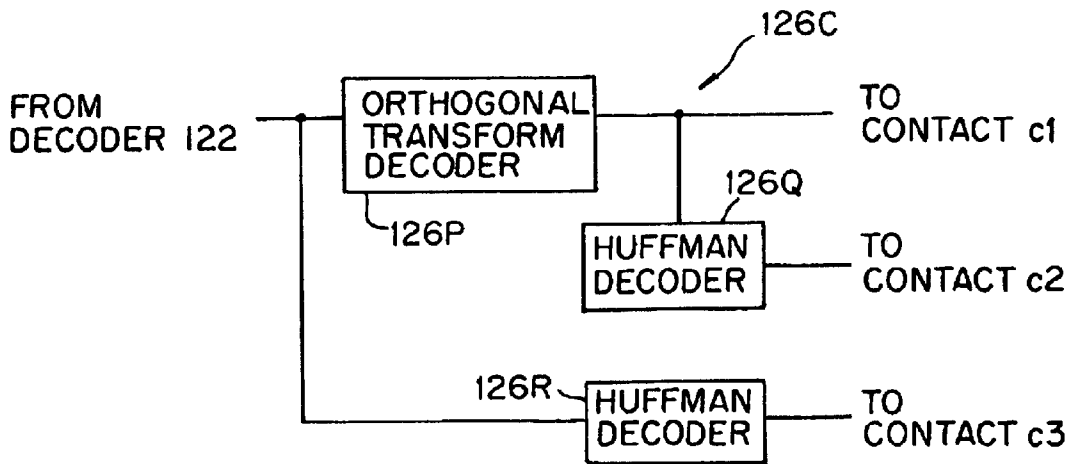 126C
FROM
DECODER 122
ORTHOGONAL
TRANSFORM
DECODER
TO
CONTACT c1
126P
126Q
HUFFMAN
DECODER
TO
CONTACT c2
126R
HUFFMAN
DECODER
TO
CONTACT c3